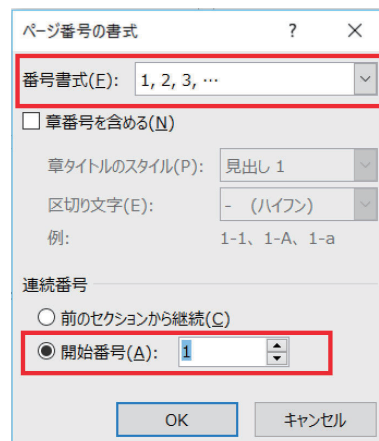 ページ番号の書式 ? ×
番号書式(F): 1, 2, 3, …
章番号を含める(N)
章タイトルのスタイル(P): 見出し 1
区切り文字(E): - (ハイフン)
例: 1-1、1-A、1-a
連続番号
前のセクションから継続(C)
開始番号(A): 1
OK キャンセル